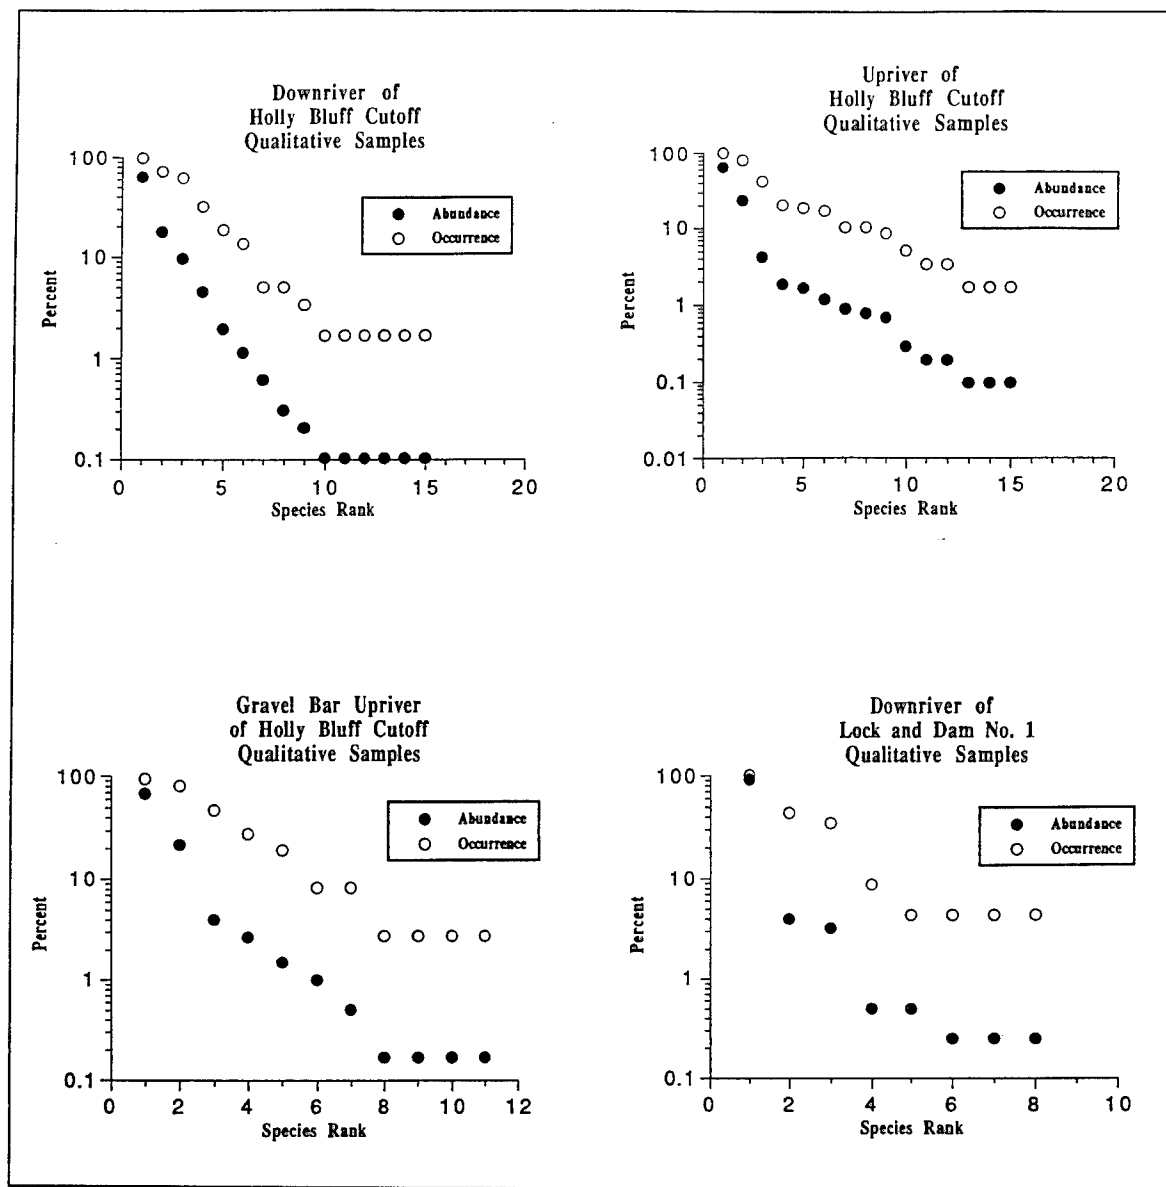 Downriver of
Holly Bluff Cutoff
Qualitative Samples
100
10
1
0.1
Percent
Abundance
Occurrence
0 5 10 15 20
Species Rank
Upriver of
Holly Bluff Cutoff
Qualitative Samples
100
10
1
0.1
0.01
Percent
Abundance
Occurrence
0 5 10 15 20
Species Rank
Gravel Bar Upriver
of Holly Bluff Cutoff
Qualitative Samples
100
10
1
0.1
Percent
Abundance
Occurrence
0 2 4 6 8 10 12
Species Rank
Downriver of
Lock and Dam No. 1
Qualitative Samples
100
10
1
0.1
Percent
Abundance
Occurrence
0 2 4 6 8 10
Species Rank